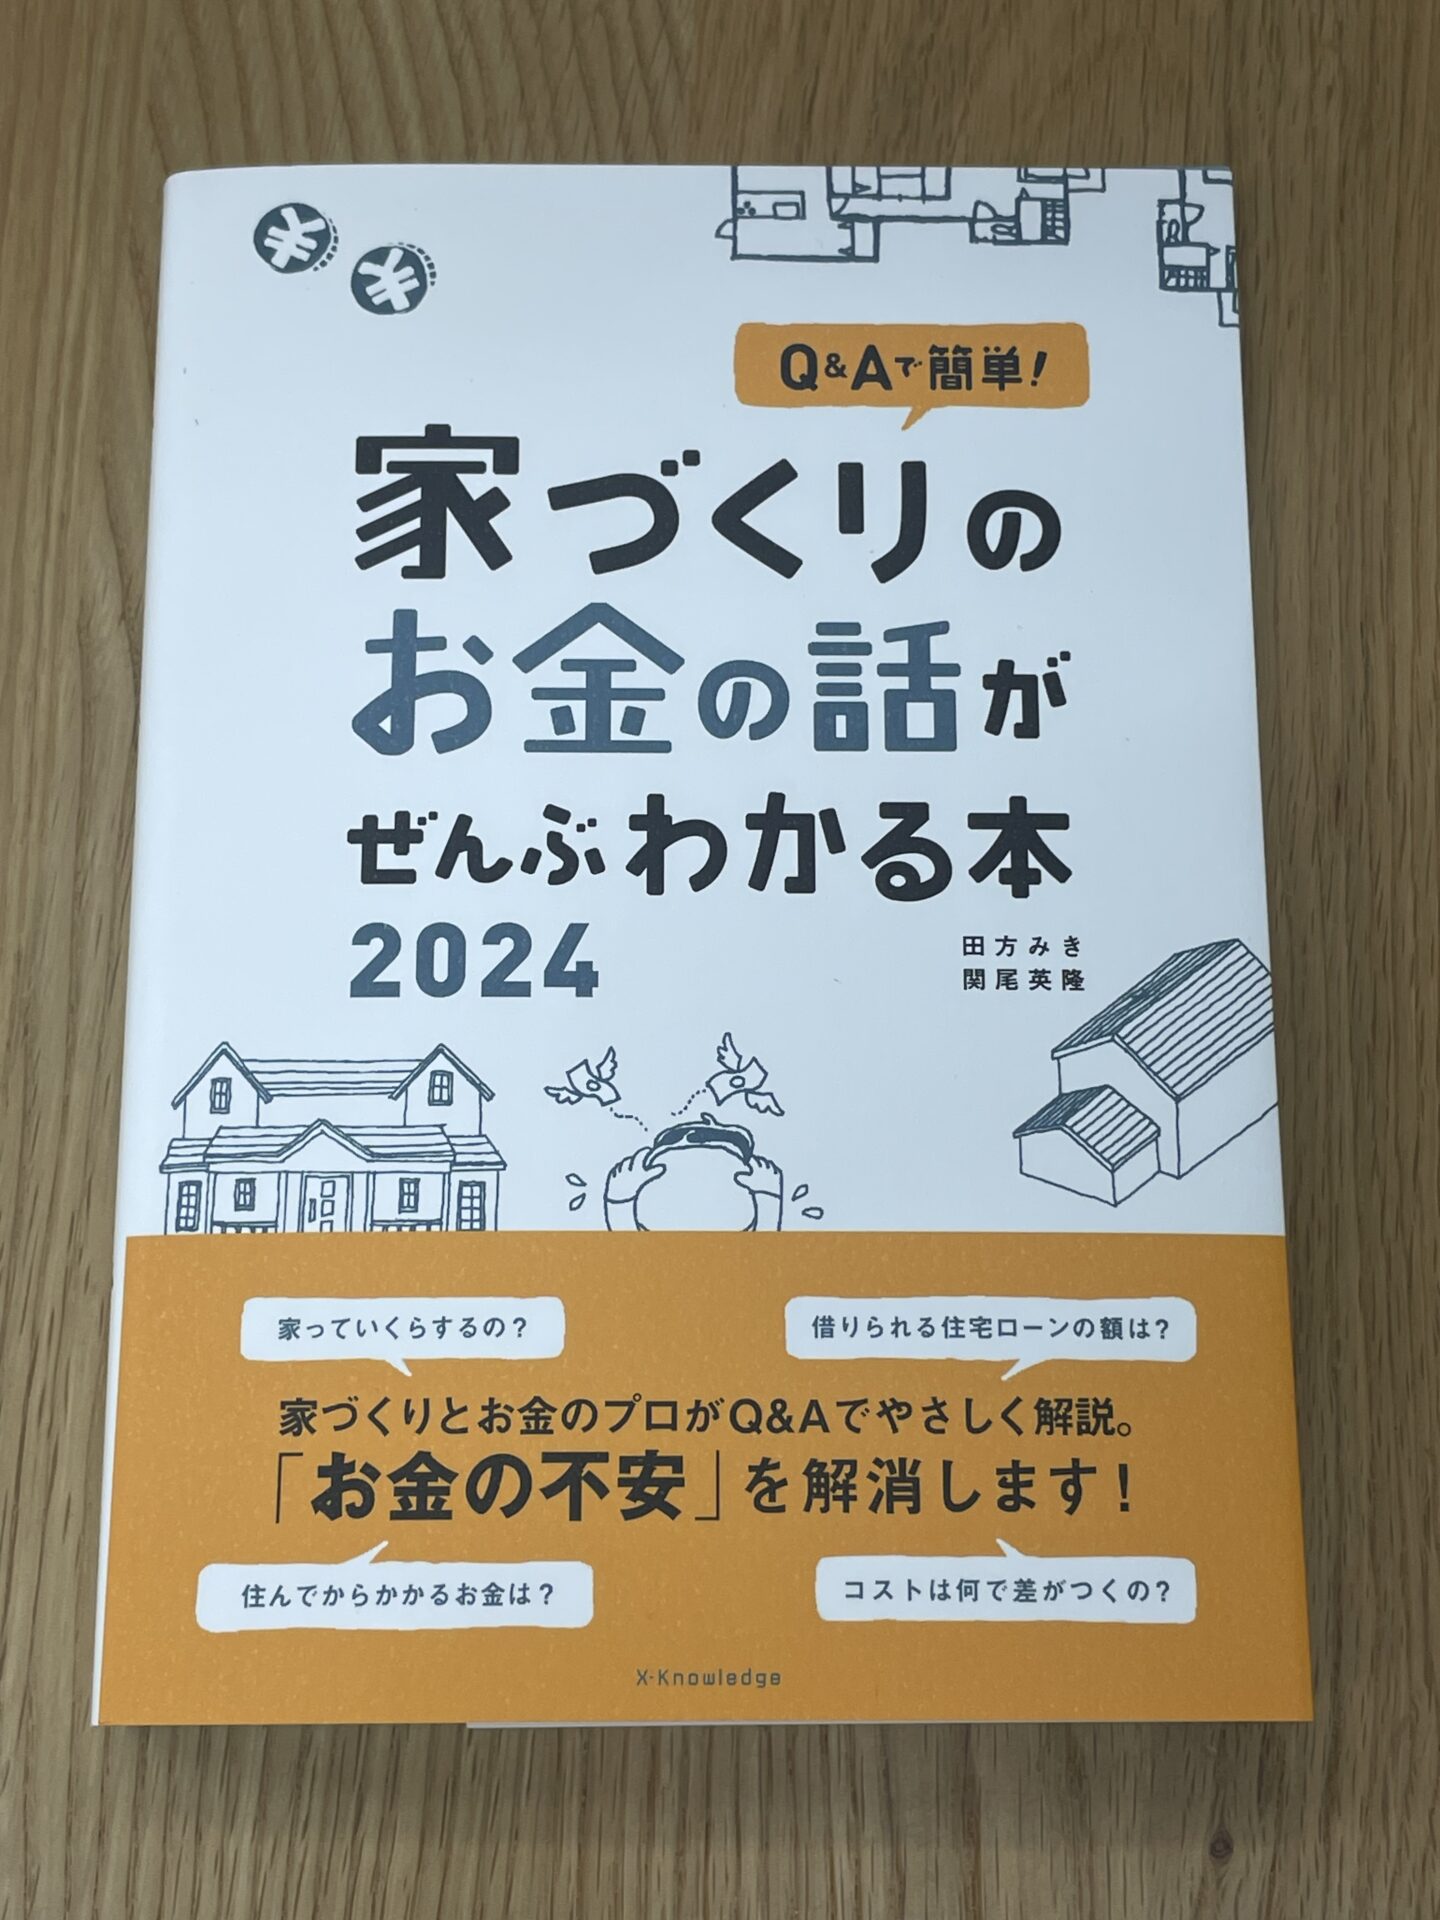 Q&Aで簡単!
家づくりの
お金の話が
ぜんぶわかる本
2024
田方みき
関尾英隆
家っていくらするの?
借りられる住宅ローンの額は?
家づくりとお金のプロがQ&Aでやさしく解説。
「お金の不安」を解消します!
住んでからかかるお金は?
コストは何で差がつくの?
X-Knowledge